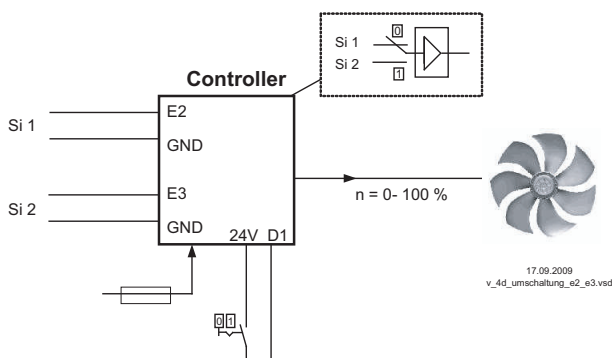 0
Si 1
Si 2
1
Controller
E2
Si 1
GND
E3
Si 2
GND
24V D1
n = 0- 100 %
17.09.2009
v_4d_umschaltung_e2_e3.vsd
0 1